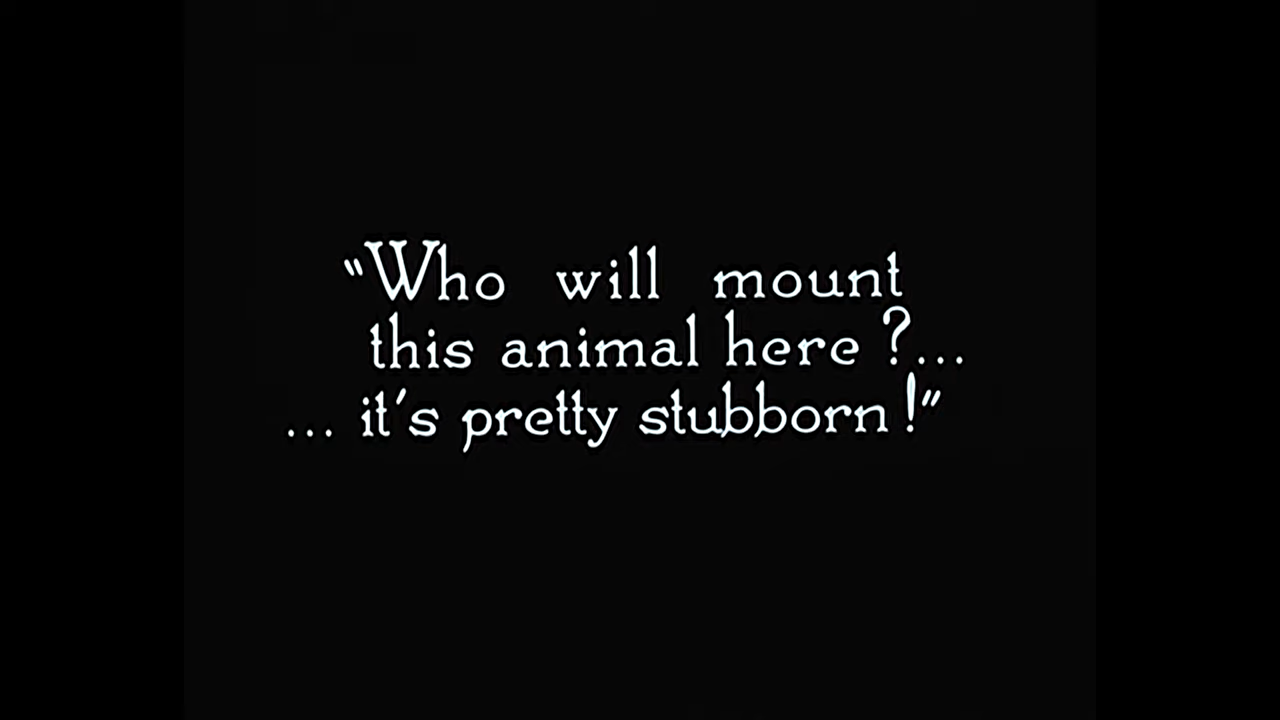 “Who will mount
this animal here ?...
... it's pretty stubborn !”